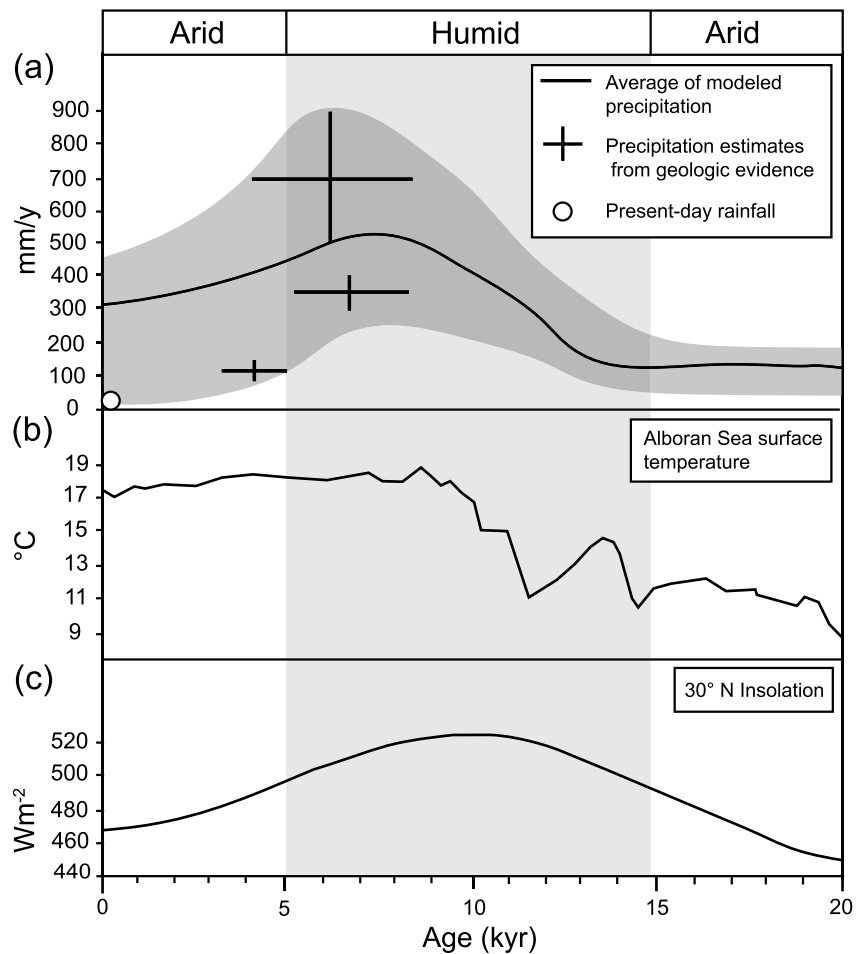 Arid
Humid
Arid
(a)
Average of modeled
precipitation
Precipitation estimates
from geologic evidence
Present-day rainfall
mm/y
900
800
700
600
500
400
300
200
100
0
(b)
Alboran Sea surface
temperature
°C
19
17
15
13
11
9
(c)
30° N Insolation
Wm-2
520
500
480
460
440
0
5
10
15
20
Age (kyr)